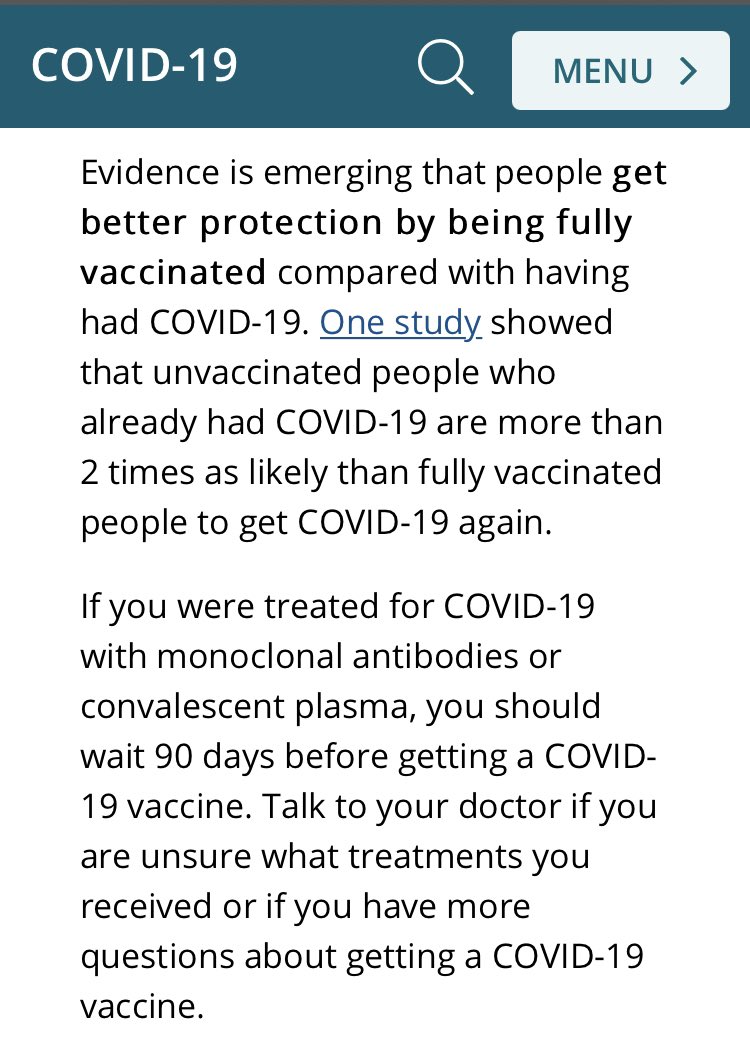 COVID-19
MENU
Evidence is emerging that people get
better protection by being fully
vaccinated compared with having
had COVID-19. One study showed
that unvaccinated people who
already had COVID-19 are more than
2 times as likely than fully vaccinated
people to get COVID-19 again.
If you were treated for COVID-19
with monoclonal antibodies or
convalescent plasma, you should
wait 90 days before getting a COVID-
19 vaccine. Talk to your doctor if you
are unsure what treatments you
received or if you have more
questions about getting a COVID-19
vaccine.